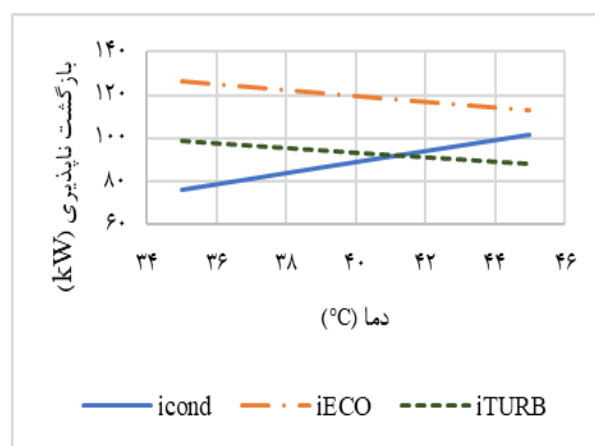 بازگشت ناپذیری (kW)
۱۴۰
۱۲۰
۱۰۰
۸۰
۶۰
۳۴ ۳۶ ۳۸ ۴۰ ۴۲ ۴۴ ۴۶
دما (°C)
icond iECO iTURB